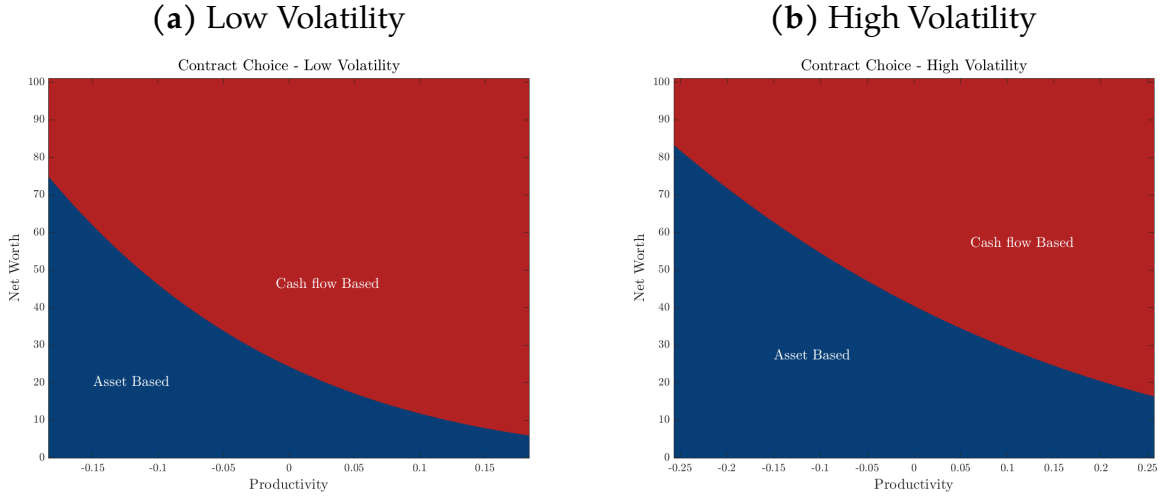 (a) Low Volatility
Contract Choice - Low Volatility
100
90
80
70
60
50
40
30
20
10
0
Net Worth
Cash flow Based
Asset Based
-0.15 -0.1 -0.05 0 0.05 0.1 0.15
Productivity
(b) High Volatility
Contract Choice - High Volatility
100
90
80
70
60
50
40
30
20
10
0
Net Worth
Cash flow Based
Asset Based
-0.25 -0.2 -0.15 -0.1 -0.05 0 0.05 0.1 0.15 0.2 0.25
Productivity